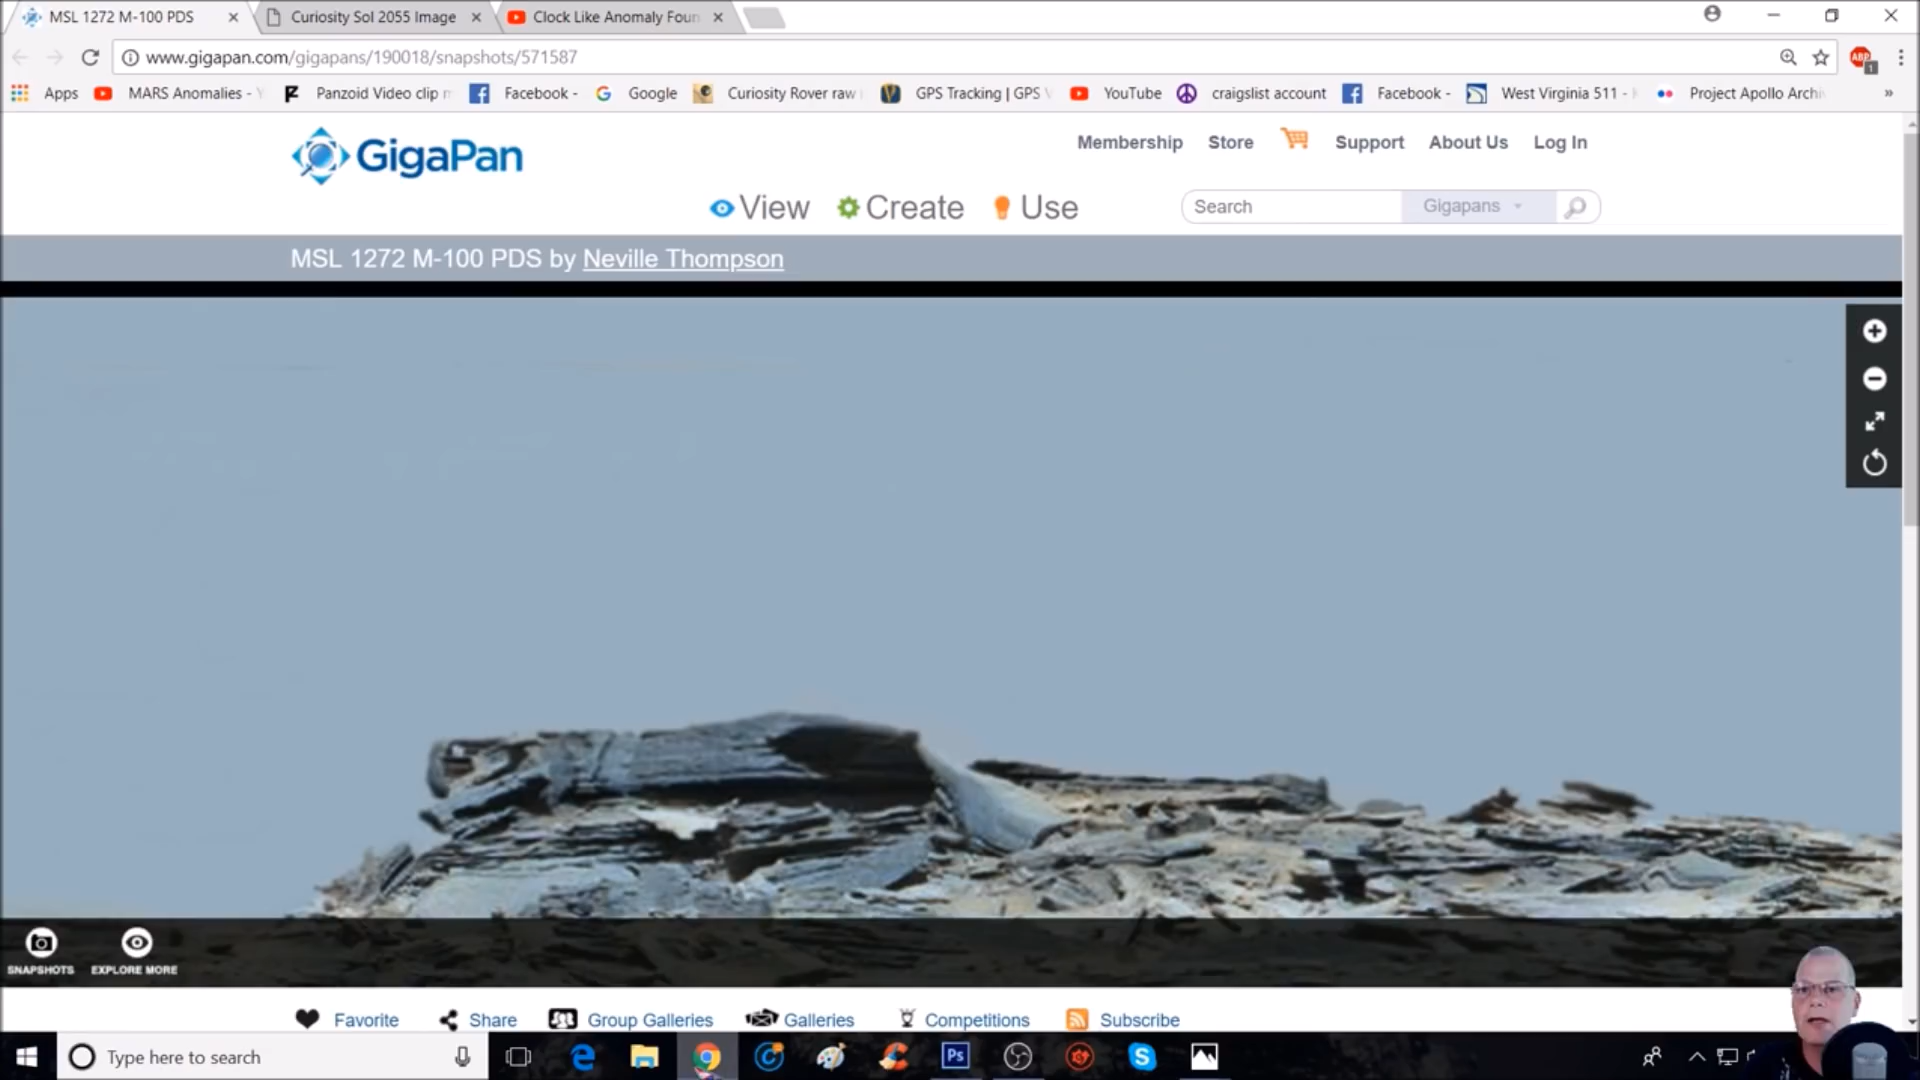 MSL 1272 M-100 PDS
Curiosity Sol 2055 Image
Clock Like Anomaly Foun
www.gigapan.com/gigapans/190018/snapshots/571587
ABP
1
Apps
MARS Anomalies -
Panzoid Video clip
Facebook -
Google
Curiosity Rover raw
GPS Tracking | GPS
YouTube
craigslist account
Facebook -
West Virginia 511 -
Project Apollo Archi
GigaPan
Membership
Store
Support
About Us
Log In
View
Create
Use
Search
Gigapans
MSL 1272 M-100 PDS by Neville Thompson
SNAPSHOTS
EXPLORE MORE
Favorite
Share
Group Galleries
Galleries
Competitions
Subscribe
Type here to search
Ps